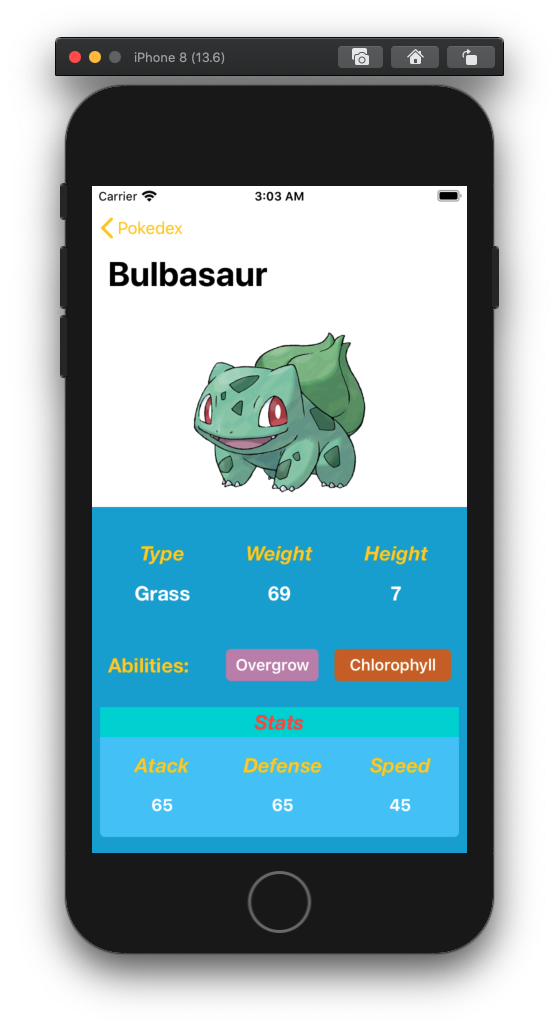 iPhone 8 (13.6)
Carrier 3:03 AM
Pokedex
Bulbasaur
Type Weight Height
Grass 69 7
Abilities: Overgrow Chlorophyll
Stats
Atack Defense Speed
65 65 45